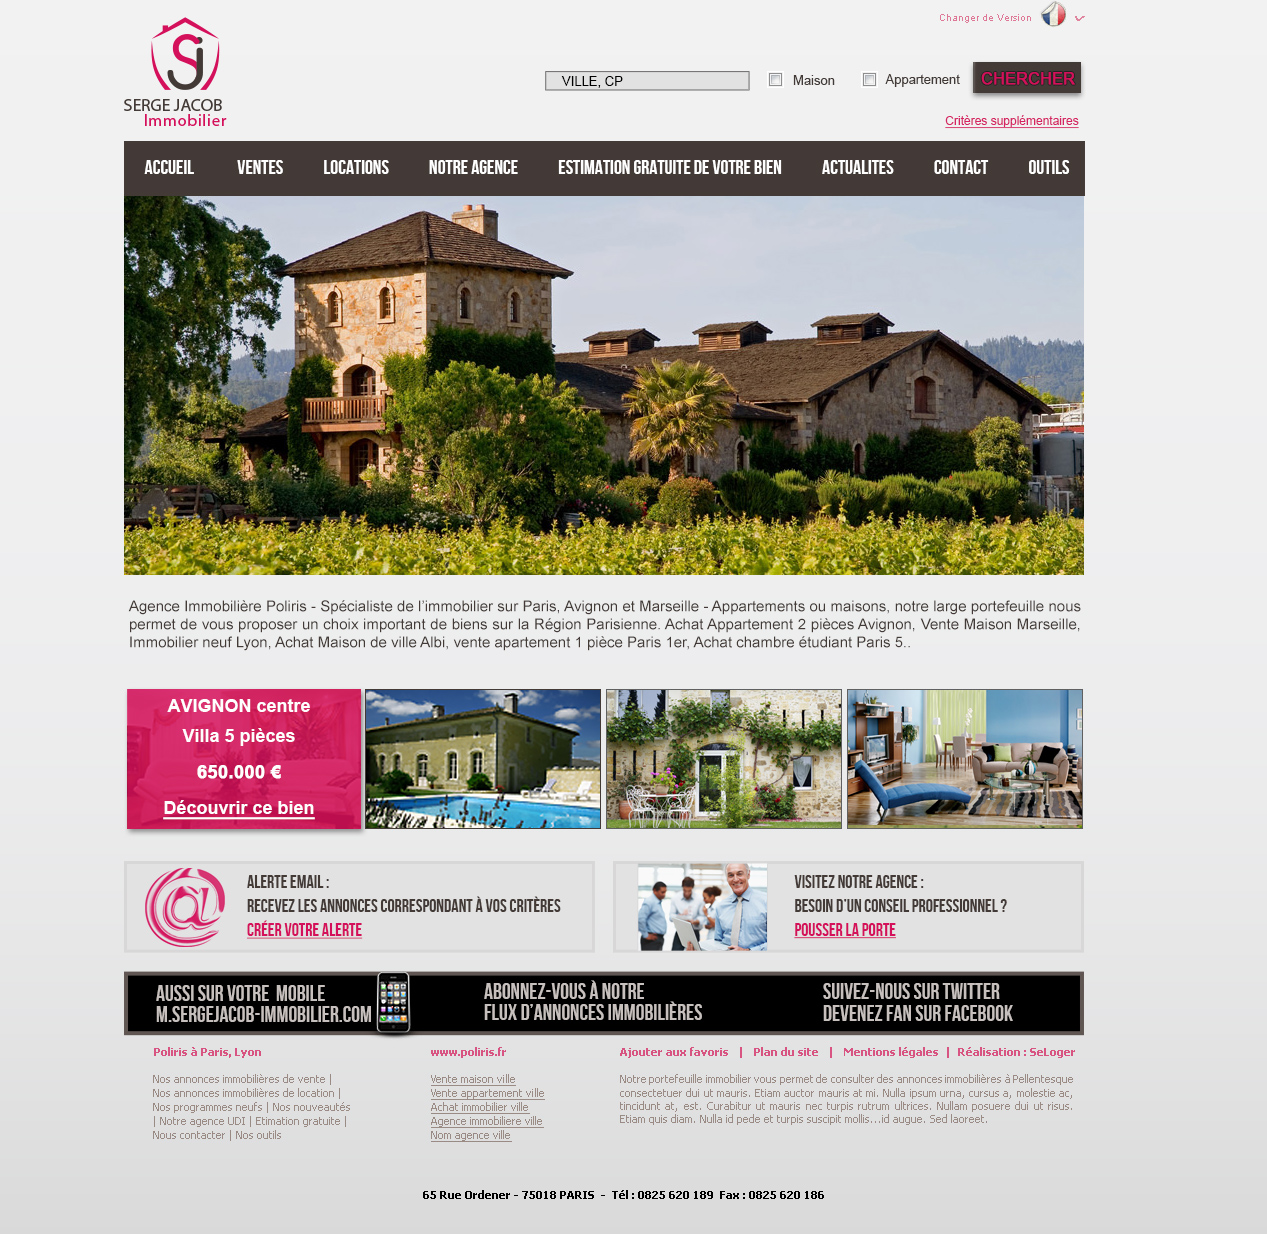 Changer de Version
SERGE JACOB
Immobilier
VILLE, CP
Maison
Appartement
CHERCHER
Critères supplémentaires
ACCUEIL VENTES LOCATIONS NOTRE AGENCE ESTIMATION GRATUITE DE VOTRE BIEN ACTUALITES CONTACT OUTILS
Agence Immobilière Poliris - Spécialiste de l'immobilier sur Paris, Avignon et Marseille - Appartements ou maisons, notre large portefeuille nous
permet de vous proposer un choix important de biens sur la Région Parisienne. Achat Appartement 2 pièces Avignon, Vente Maison Marseille,
Immobilier neuf Lyon, Achat Maison de ville Albi, vente apartement 1 pièce Paris 1er, Achat chambre étudiant Paris 5..
AVIGNON centre
Villa 5 pièces
650.000 €
Découvrir ce bien
ALERTE EMAIL :
RECEVEZ LES ANNONCES CORRESPONDANT À VOS CRITÈRES
CRÉER VOTRE ALERTE
VISITEZ NOTRE AGENCE :
BESOIN D'UN CONSEIL PROFESSIONNEL ?
POUSSER LA PORTE
AUSSI SUR VOTRE MOBILE
M.SERGEJACOB-IMMOBILIER.COM
ABONNEZ-VOUS À NOTRE
FLUX D'ANNONCES IMMOBILIÈRES
SUIVEZ-NOUS SUR TWITTER
DEVENEZ FAN SUR FACEBOOK
Poliris à Paris, Lyon
Nos annonces immobilières de vente |
Nos annonces immobilières de location |
Nos programmes neufs | Nos nouveautés
| Notre agence UDI | Etimation gratuite |
Nous contacter | Nos outils
www.poliris.fr
Vente maison ville
Vente appartement ville
Achat immobilier ville
Agence immobiliere ville
Nom agence ville
Ajouter aux favoris | Plan du site | Mentions légales | Réalisation : SeLoger
Notre portefeuille immobilier vous permet de consulter des annonces immobilières à Pellentesque
consectetuer dui ut mauris. Etiam auctor mauris at mi. Nulla ipsum urna, cursus a, molestie ac,
tincidunt at, est. Curabitur ut mauris nec turpis rutrum ultrices. Nullam posuere dui ut risus.
Etiam quis diam. Nulla id pede et turpis suscipit mollis...id augue. Sed laoreet.
65 Rue Ordener - 75018 PARIS - Tél : 0825 620 189 Fax : 0825 620 186